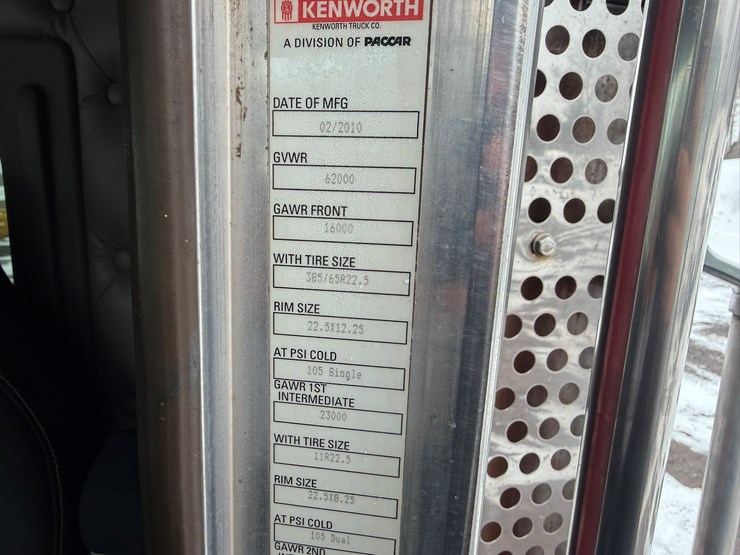 KENWORTH
KENWORTH TRUCK CO.
A DIVISION OF PACCAR
DATE OF MFG
02/2010
GVWR
62000
GAWR FRONT
16000
WITH TIRE SIZE
385/65R22.5
RIM SIZE
22.5X12.25
AT PSI COLD
105 Single
GAWR 1ST
INTERMEDIATE
23000
WITH TIRE SIZE
11R22.5
RIM SIZE
22.5X8.25
AT PSI COLD
105 Dual
GAWR 2ND